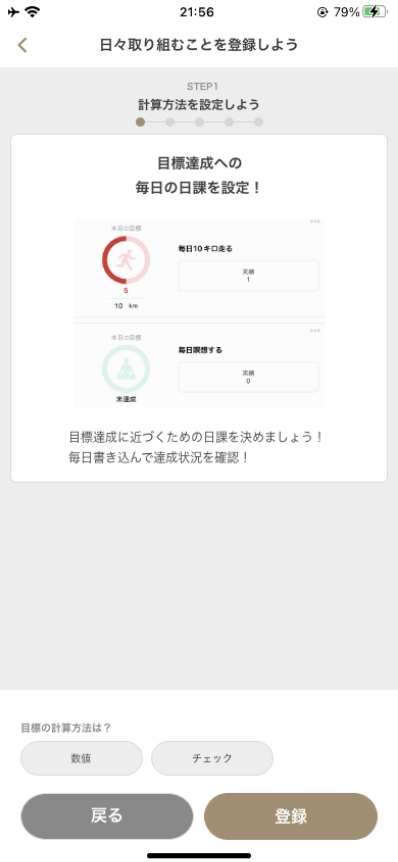 21:56
79%
日々取り組むことを登録しよう
STEP1
計算方法を設定しよう
目標達成への
毎日の日課を設定！
本日の目標
毎日10キロ走る
実績
1
5
10 km
本日の目標
毎日瞑想する
実績
0
未達成
目標達成に近づくための日課を決めましょう！
毎日書き込んで達成状況を確認！
目標の計算方法は？
数値
チェック
戻る
登録